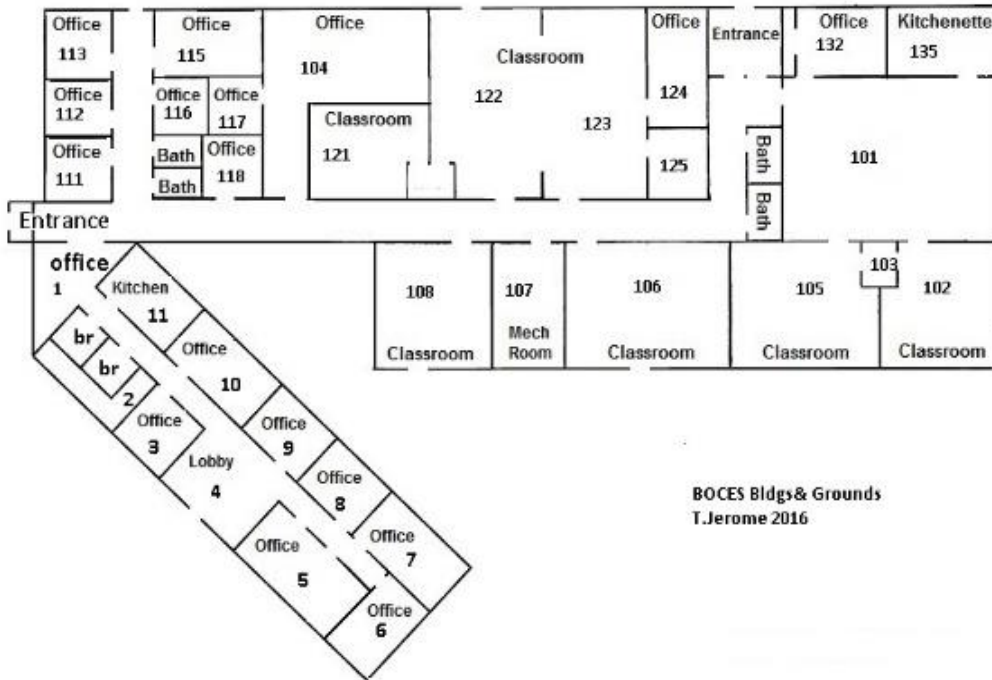 Office
113
Office
115
Office
104
Classroom
122
123
Office
124
Entrance
Office
132
Kitchenette
135
Office
112
Office
116
Office
117
Classroom
121
Office
111
Bath
Bath
Office
118
125
Bath
Bath
101
Entrance
office
1
Kitchen
11
br
br
2
Office
3
Office
10
Office
9
Office
8
7
Office
Lobby
4
Office
5
Office
6
108
Classroom
107
Mech
Room
106
Classroom
105
Classroom
103
102
Classroom
BOCES Bldgs& Grounds
T.Jerome 2016